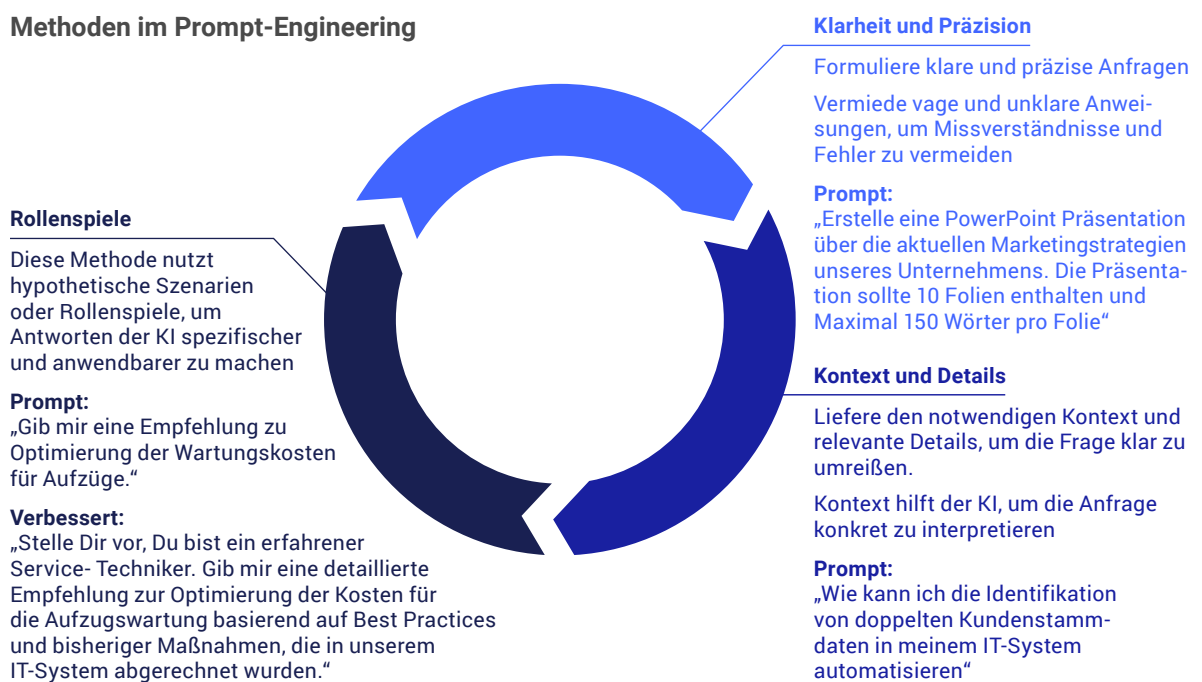 Methoden im Prompt-Engineering
Klarheit und Präzision
Formuliere klare und präzise Anfragen
Vermiede vage und unklare Anwei-
sungen, um Missverständnisse und
Fehler zu vermeiden
Prompt:
„Erstelle eine PowerPoint Präsentation
über die aktuellen Marketingstrategien
unseres Unternehmens. Die Präsenta-
tion sollte 10 Folien enthalten und
Maximal 150 Wörter pro Folie“
Kontext und Details
Liefere den notwendigen Kontext und
relevante Details, um die Frage klar zu
umreißen.
Kontext hilft der KI, um die Anfrage
konkret zu interpretieren
Prompt:
„Wie kann ich die Identifikation
von doppelten Kundenstamm-
daten in meinem IT-System
automatisieren“
Rollenspiele
Diese Methode nutzt
hypothetische Szenarien
oder Rollenspiele, um
Antworten der KI spezifischer
und anwendbarer zu machen
Prompt:
„Gib mir eine Empfehlung zu
Optimierung der Wartungskosten
für Aufzüge.“
Verbessert:
„Stelle Dir vor, Du bist ein erfahrener
Service- Techniker. Gib mir eine detaillierte
Empfehlung zur Optimierung der Kosten für
die Aufzugswartung basierend auf Best Practices
und bisheriger Maßnahmen, die in unserem
IT-System abgerechnet wurden.“